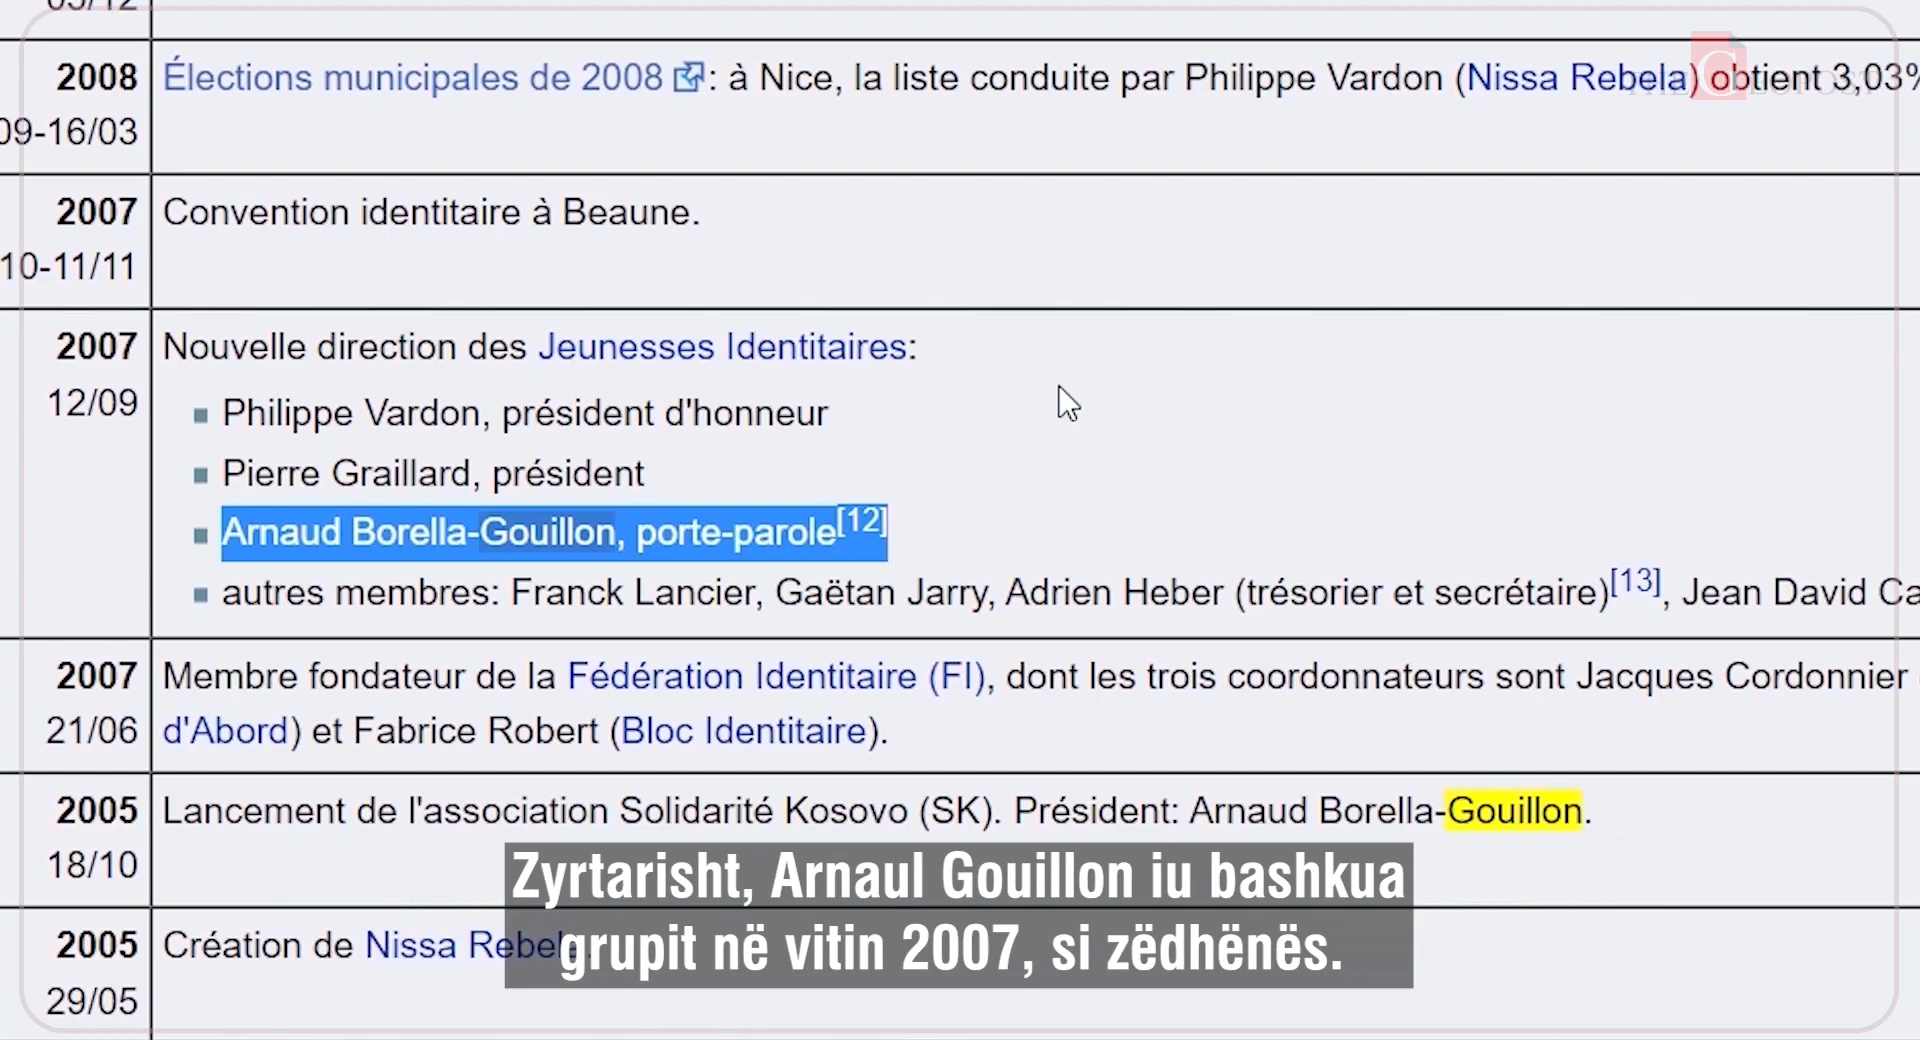 05/12
2008 Élections municipales de 2008 : à Nice, la liste conduite par Philippe Vardon (Nissa Rebela) obtient 3,03%
09-16/03
THE GEOPOST
2007 Convention identitaire à Beaune.
10-11/11
2007 Nouvelle direction des Jeunesses Identitaires:
12/09
Philippe Vardon, président d'honneur
Pierre Graillard, président
Arnaud Borella-Gouillon, porte-parole[12]
autres membres: Franck Lancier, Gaëtan Jarry, Adrien Heber (trésorier et secrétaire)[13], Jean David Ca
2007 Membre fondateur de la Fédération Identitaire (FI), dont les trois coordonnateurs sont Jacques Cordonnier
21/06 d'Abord) et Fabrice Robert (Bloc Identitaire).
2005 Lancement de l'association Solidarité Kosovo (SK). Président: Arnaud Borella-Gouillon.
18/10
2005 Création de Nissa Rebela.
29/05
Zyrtarisht, Arnaul Gouillon iu bashkua
grupit në vitin 2007, si zëdhënës.